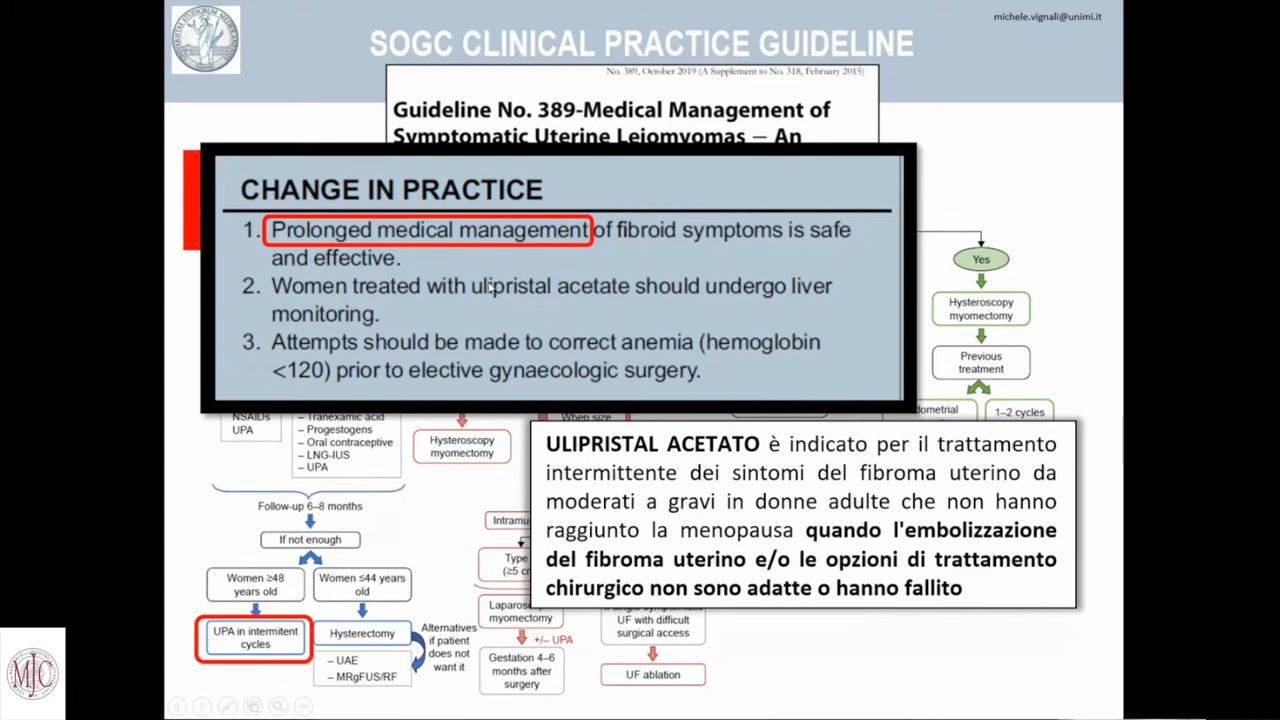 michele.vignali@unimi.it
SOGC CLINICAL PRACTICE GUIDELINE
No. 389, October 2019 (A Supplement to No. 318, February 2015)
Guideline No. 389-Medical Management of
Symptomatic Uterine Leiomyomas – An
CHANGE IN PRACTICE
1. Prolonged medical management of fibroid symptoms is safe
and effective.
2. Women treated with ulipristal acetate should undergo liver
monitoring.
3. Attempts should be made to correct anemia (hemoglobin
<120) prior to elective gynaecologic surgery.
Yes
Hysteroscopy
myomectomy
Previous
treatment
1–2 cycles
NSAIDs
UPA
– Tranexamic acid
– Progestogens
– Oral contraceptive
– LNG-IUS
– UPA
Hysteroscopy
myomectomy
When size
ULIPRISTAL ACETATO è indicato per il trattamento
intermittente dei sintomi del fibroma uterino da
moderati a gravi in donne adulte che non hanno
raggiunto la menopausa quando l'embolizzazione
del fibroma uterino e/o le opzioni di trattamento
chirurgico non sono adatte o hanno fallito
Follow-up 6–8 months
If not enough
Women ≥48
years old
Women ≤44 years
old
UPA in intermitent
cycles
Hysterectomy
– UAE
– MRgFUS/RF
Alternatives
if patient
does not
want it
Type
(≥5 c
myomectomy
+/– UPA
Gestation 4–6
months after
surgery
UF with difficult
surgical access
UF ablation
MJC